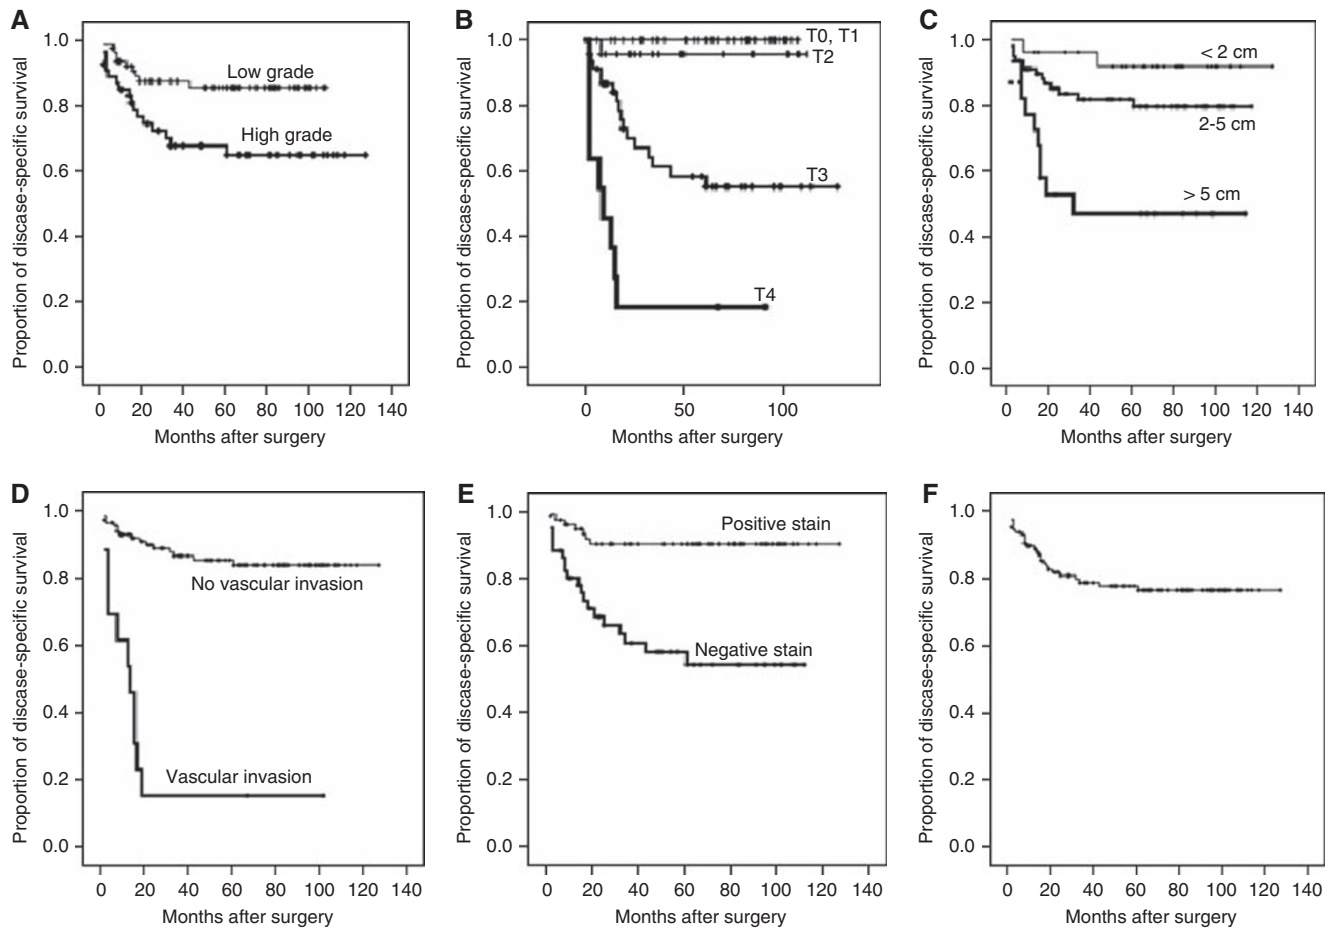 A
Proportion of discase-specific survival
1.0
0.8
0.6
0.4
0.2
0.0
Low grade
High grade
0 20 40 60 80 100 120 140
Months after surgery
B
Proportion of discase-specific survival
1.0
0.8
0.6
0.4
0.2
0.0
T0, T1
T2
T3
T4
0 50 100
Months after surgery
C
Proportion of discase-specific survival
1.0
0.8
0.6
0.4
0.2
0.0
< 2 cm
2-5 cm
> 5 cm
0 20 40 60 80 100 120 140
Months after surgery
D
Proportion of discase-specific survival
1.0
0.8
0.6
0.4
0.2
0.0
No vascular invasion
Vascular invasion
0 20 40 60 80 100 120 140
Months after surgery
E
Proportion of discase-specific survival
1.0
0.8
0.6
0.4
0.2
0.0
Positive stain
Negative stain
0 20 40 60 80 100 120 140
Months after surgery
F
Proportion of discase-specific survival
1.0
0.8
0.6
0.4
0.2
0.0
0 20 40 60 80 100 120 140
Months after surgery